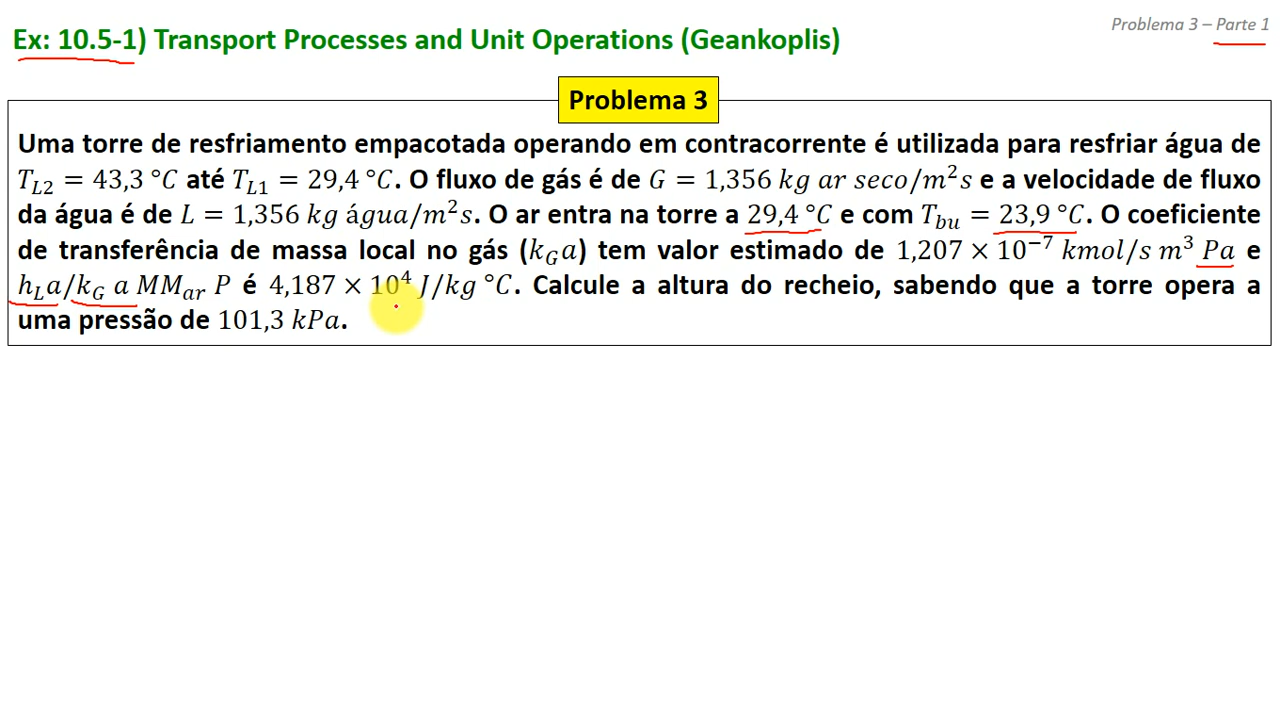 Problema 3 – Parte 1
Ex: 10.5-1) Transport Processes and Unit Operations (Geankoplis)
Problema 3
Uma torre de resfriamento empacotada operando em contracorrente é utilizada para resfriar água de
T_{L2} = 43,3 °C até T_{L1} = 29,4 °C. O fluxo de gás é de G = 1,356 kg ar seco/m²s e a velocidade de fluxo
da água é de L = 1,356 kg água/m²s. O ar entra na torre a 29,4 °C e com T_{bu} = 23,9 °C. O coeficiente
de transferência de massa local no gás (k_G a) tem valor estimado de 1,207 × 10⁻⁷ kmol/s m³ Pa e
h_L a/k_G a MM_{ar} P é 4,187 × 10⁴ J/kg °C. Calcule a altura do recheio, sabendo que a torre opera a
uma pressão de 101,3 kPa.